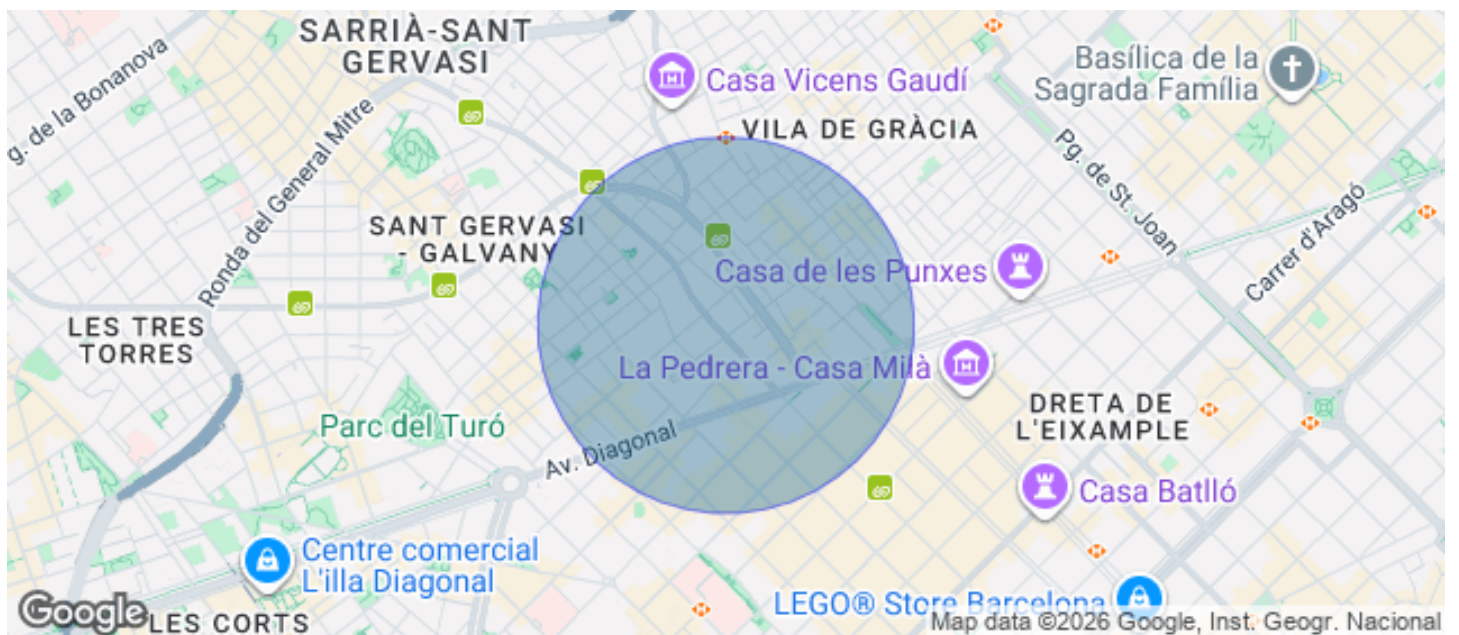 SARRIÀ-SANT
GERVASI
g. de la Bonanova
Casa Vicens Gaudí
Basílica de la
Sagrada Família
VILA DE GRÀCIA
Ronda del General Mitre
Pg. de St. Joan
SANT GERVASI
- GALVANY
Carrer d'Aragó
Casa de les Punxes
LES TRES
TORRES
La Pedrera - Casa Milà
DRETA DE
L'EIXAMPLE
Parc del Turó
Av. Diagonal
Casa Batlló
Centre comercial
L'illa Diagonal
LEGO® Store Barcelona
Google
LES CORTS
Map data ©2026 Google, Inst. Geogr. Nacional